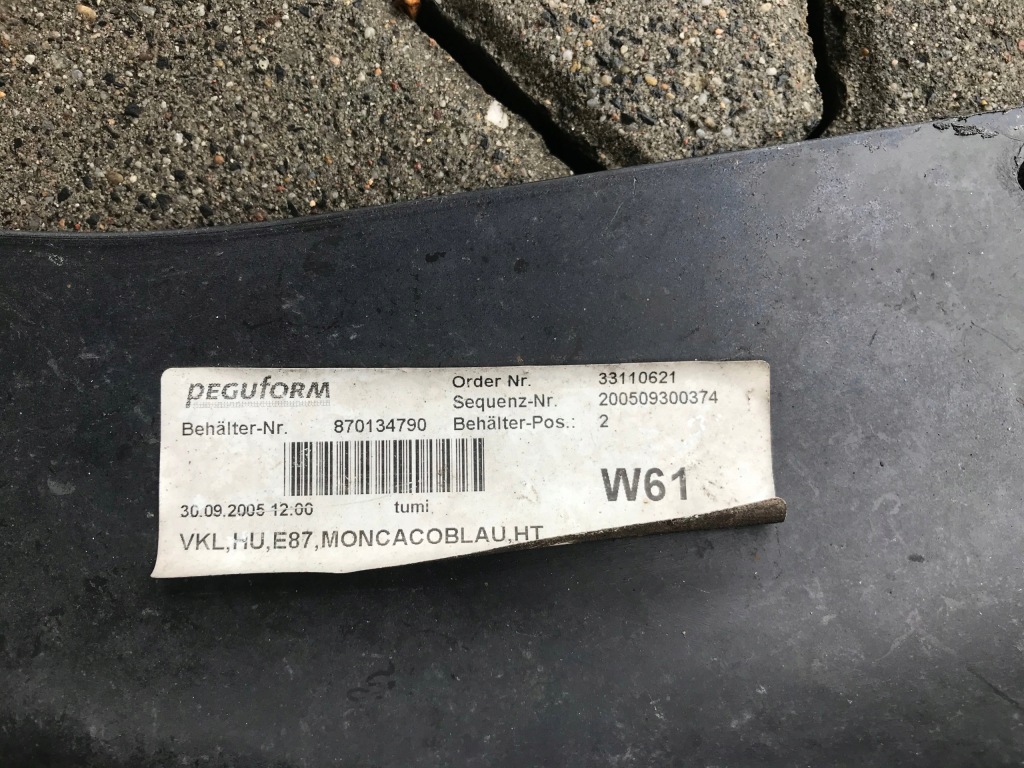 PEGUFORM
Order Nr. 33110621
Sequenz-Nr. 200509300374
Behälter-Nr. 870134790 Behälter-Pos.: 2
W61
30.09.2005 12:00 tumi
VKL,HU,E87,MONCACOBLAU,HT